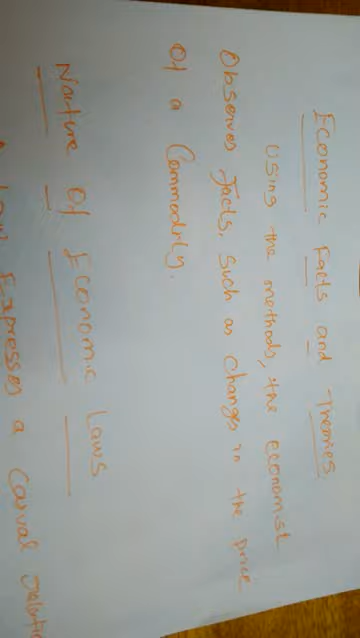 Economic Facts and Theories
Using the methods, the economist
Observes facts, such as changes in the price
Of a Commodity.
Nature Of Economic Laws
A Law Expresses a Causal